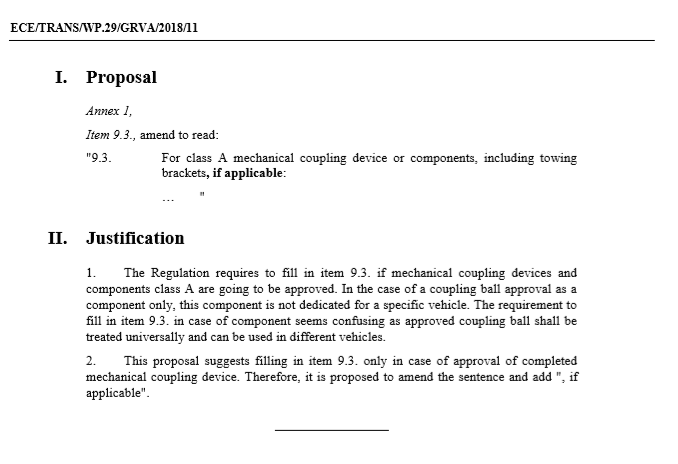 ECE/TRANS/WP.29/GRVA/2018/11
I. Proposal
Annex 1,
Item 9.3., amend to read:
"9.3. For class A mechanical coupling device or components, including towing
brackets, if applicable:
… "
II. Justification
1. The Regulation requires to fill in item 9.3. if mechanical coupling devices and
components class A are going to be approved. In the case of a coupling ball approval as a
component only, this component is not dedicated for a specific vehicle. The requirement to
fill in item 9.3. in case of component seems confusing as approved coupling ball shall be
treated universally and can be used in different vehicles.
2. This proposal suggests filling in item 9.3. only in case of approval of completed
mechanical coupling device. Therefore, it is proposed to amend the sentence and add ", if
applicable".